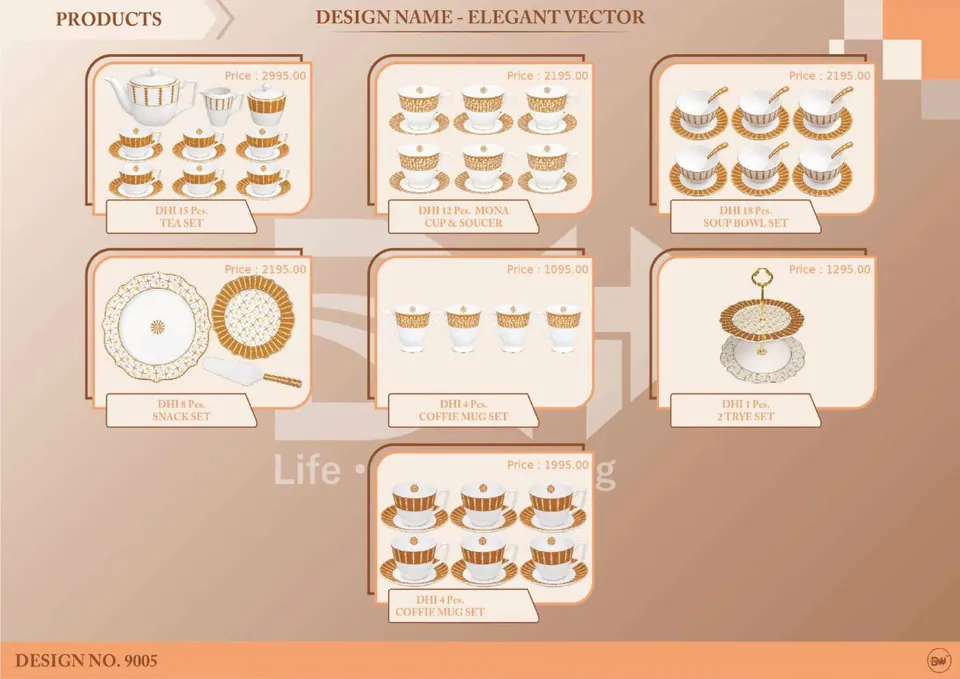 PRODUCTS
DESIGN NAME - ELEGANT VECTOR
Price : 2995.00
DHI 15 Pcs.
TEA SET
Price : 2195.00
DHI 12 Pcs. MONA
CUP & SOUCER
Price : 2195.00
DHI 18 Pcs.
SOUP BOWL SET
Price : 2195.00
DHI 8 Pcs.
SNACK SET
Price : 1095.00
DHI 4 Pcs.
COFFIE MUG SET
Price : 1295.00
DHI 1 Pcs.
2 TRYE SET
Life •
g
Price : 1995.00
DHI 4 Pcs.
COFFIE MUG SET
DESIGN NO. 9005